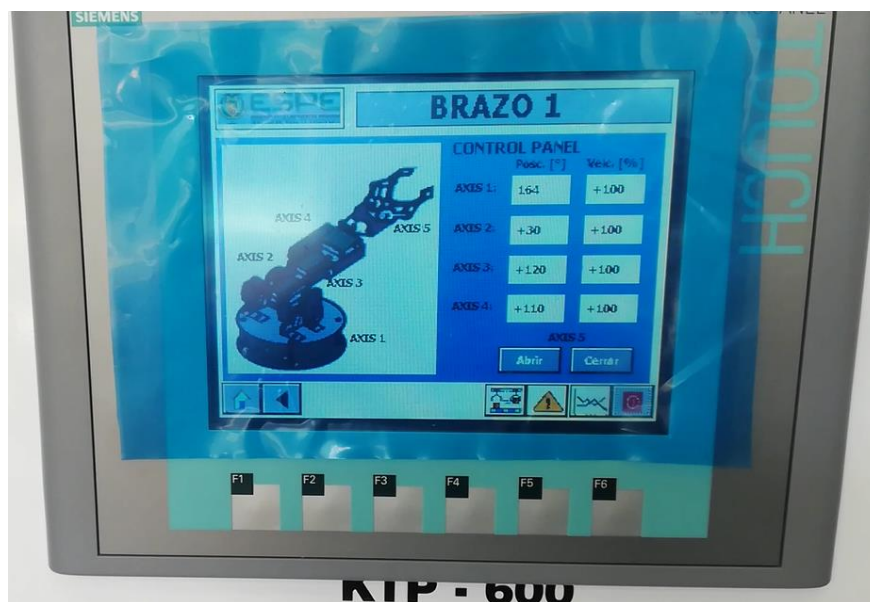 SIEMENS
TOUCH
ESPE
BRAZO 1
CONTROL PANEL
Posc. [°] Velc. [%]
AXIS 1: 164 +100
AXIS 2: +30 +100
AXIS 3: +120 +100
AXIS 4: +110 +100
AXIS 5
Abrir Cerrar
AXIS 4
AXIS 5
AXIS 2
AXIS 3
AXIS 1
F1 F2 F3 F4 F5 F6
KTP - 600